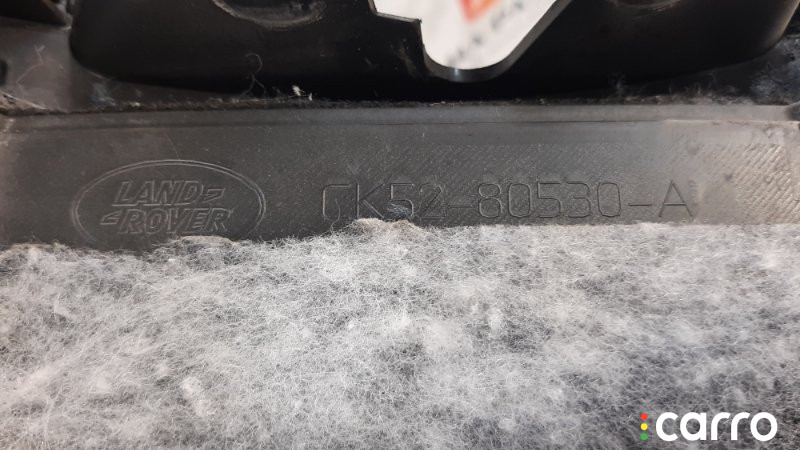 LAND
ROVER
CK52-80530-A
carro